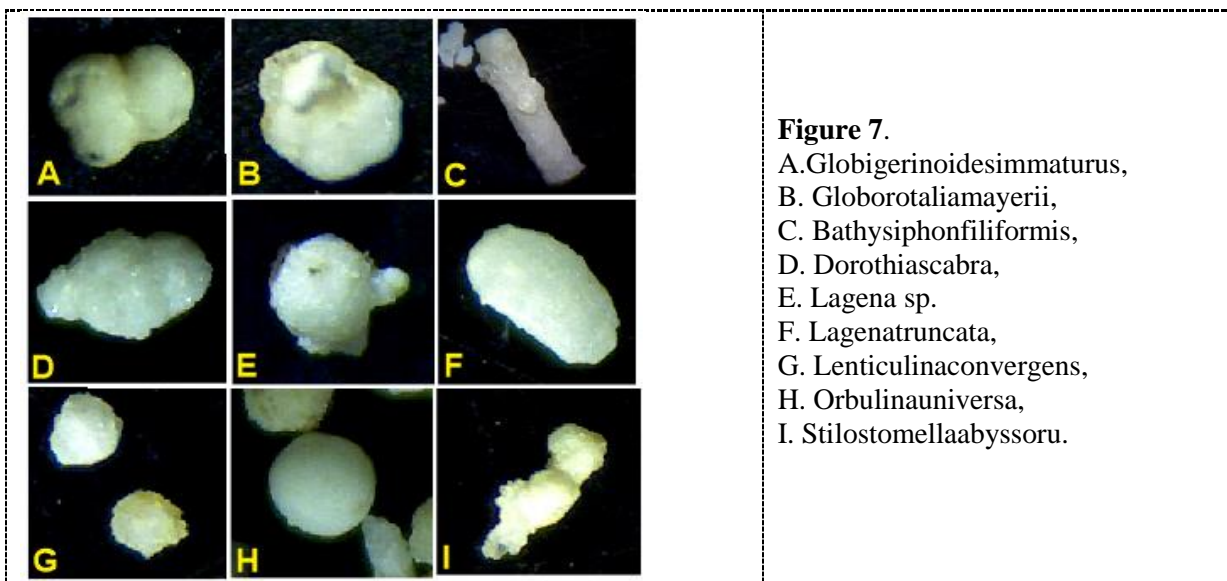 A
B
C
D
E
F
G
H
I
Figure 7.
A.Globigerinoidesimmaturus,
B. Globorotaliamayerii,
C. Bathysiphonfiliformis,
D. Dorothiascabra,
E. Lagena sp.
F. Lagenatruncata,
G. Lenticulinaconvergens,
H. Orbulinauniversa,
I. Stilostomellaabyssoru.